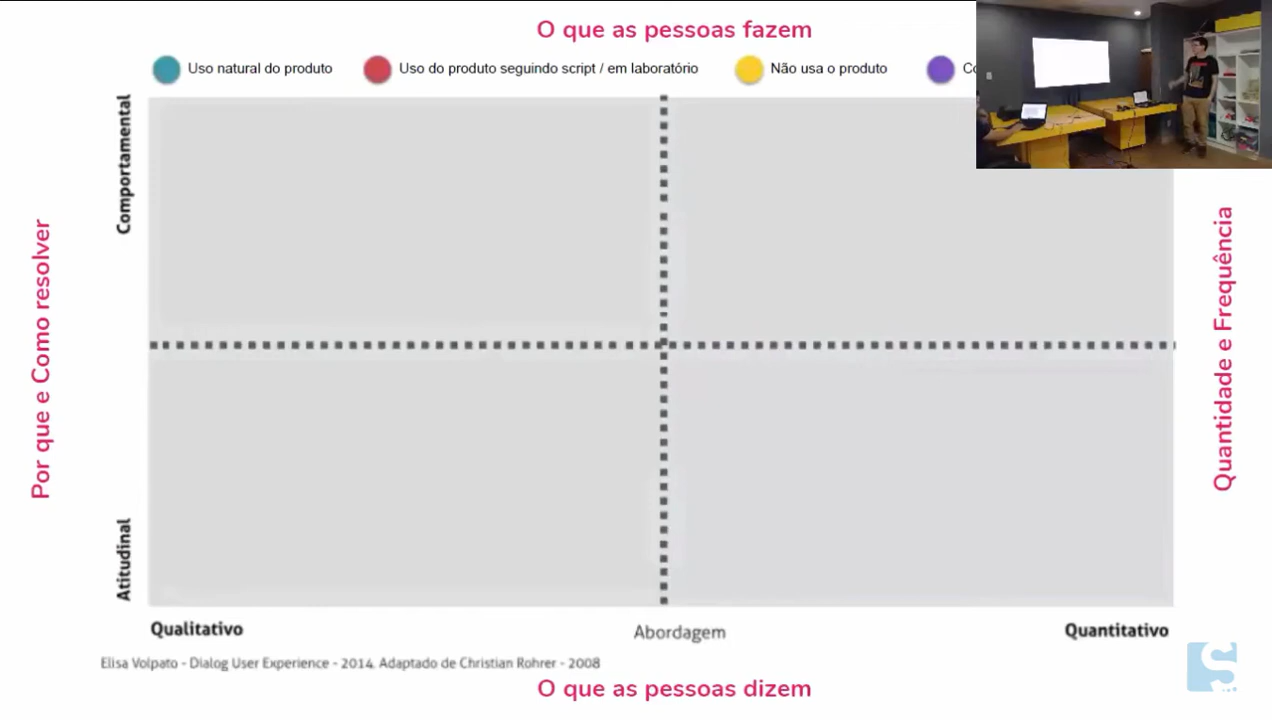 O que as pessoas fazem
Uso natural do produto
Uso do produto seguindo script / em laboratório
Não usa o produto
Comportamental
Por que e Como resolver
Quantidade e Frequência
Atitudinal
Qualitativo
Abordagem
Quantitativo
Elisa Volpato - Dialog User Experience - 2014. Adaptado de Christian Rohrer - 2008
O que as pessoas dizem
S